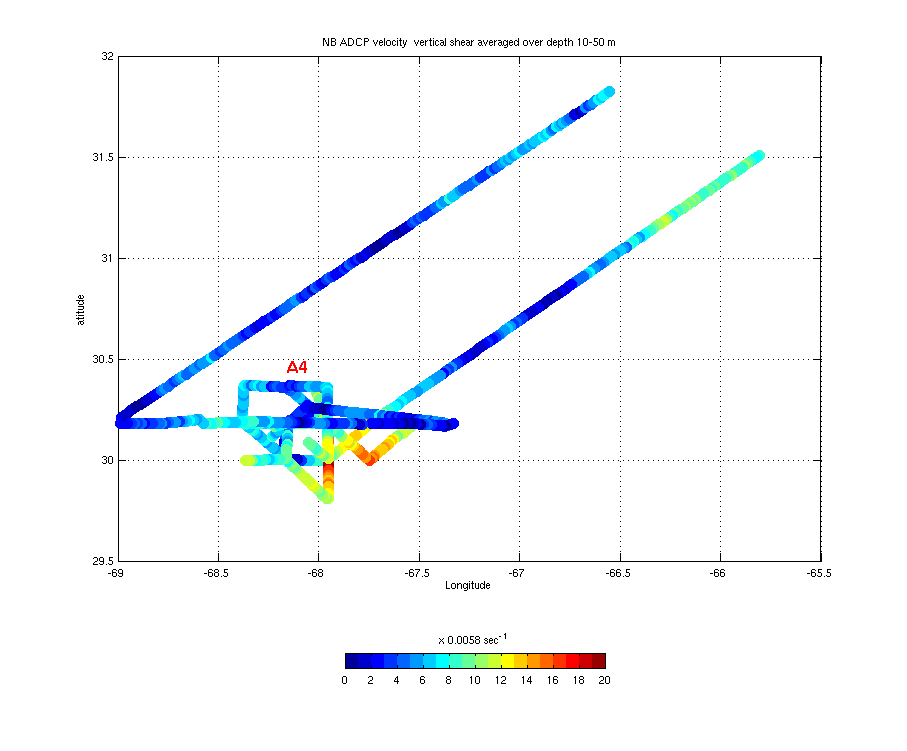 NB ADCP velocity vertical shear averaged over depth 10-50 m
32
31.5
31
30.5
30
29.5
atitude
A4
-69 -68.5 -68 -67.5 -67 -66.5 -66 -65.5
Longitude
x 0.0058 sec⁻¹
0 2 4 6 8 10 12 14 16 18 20